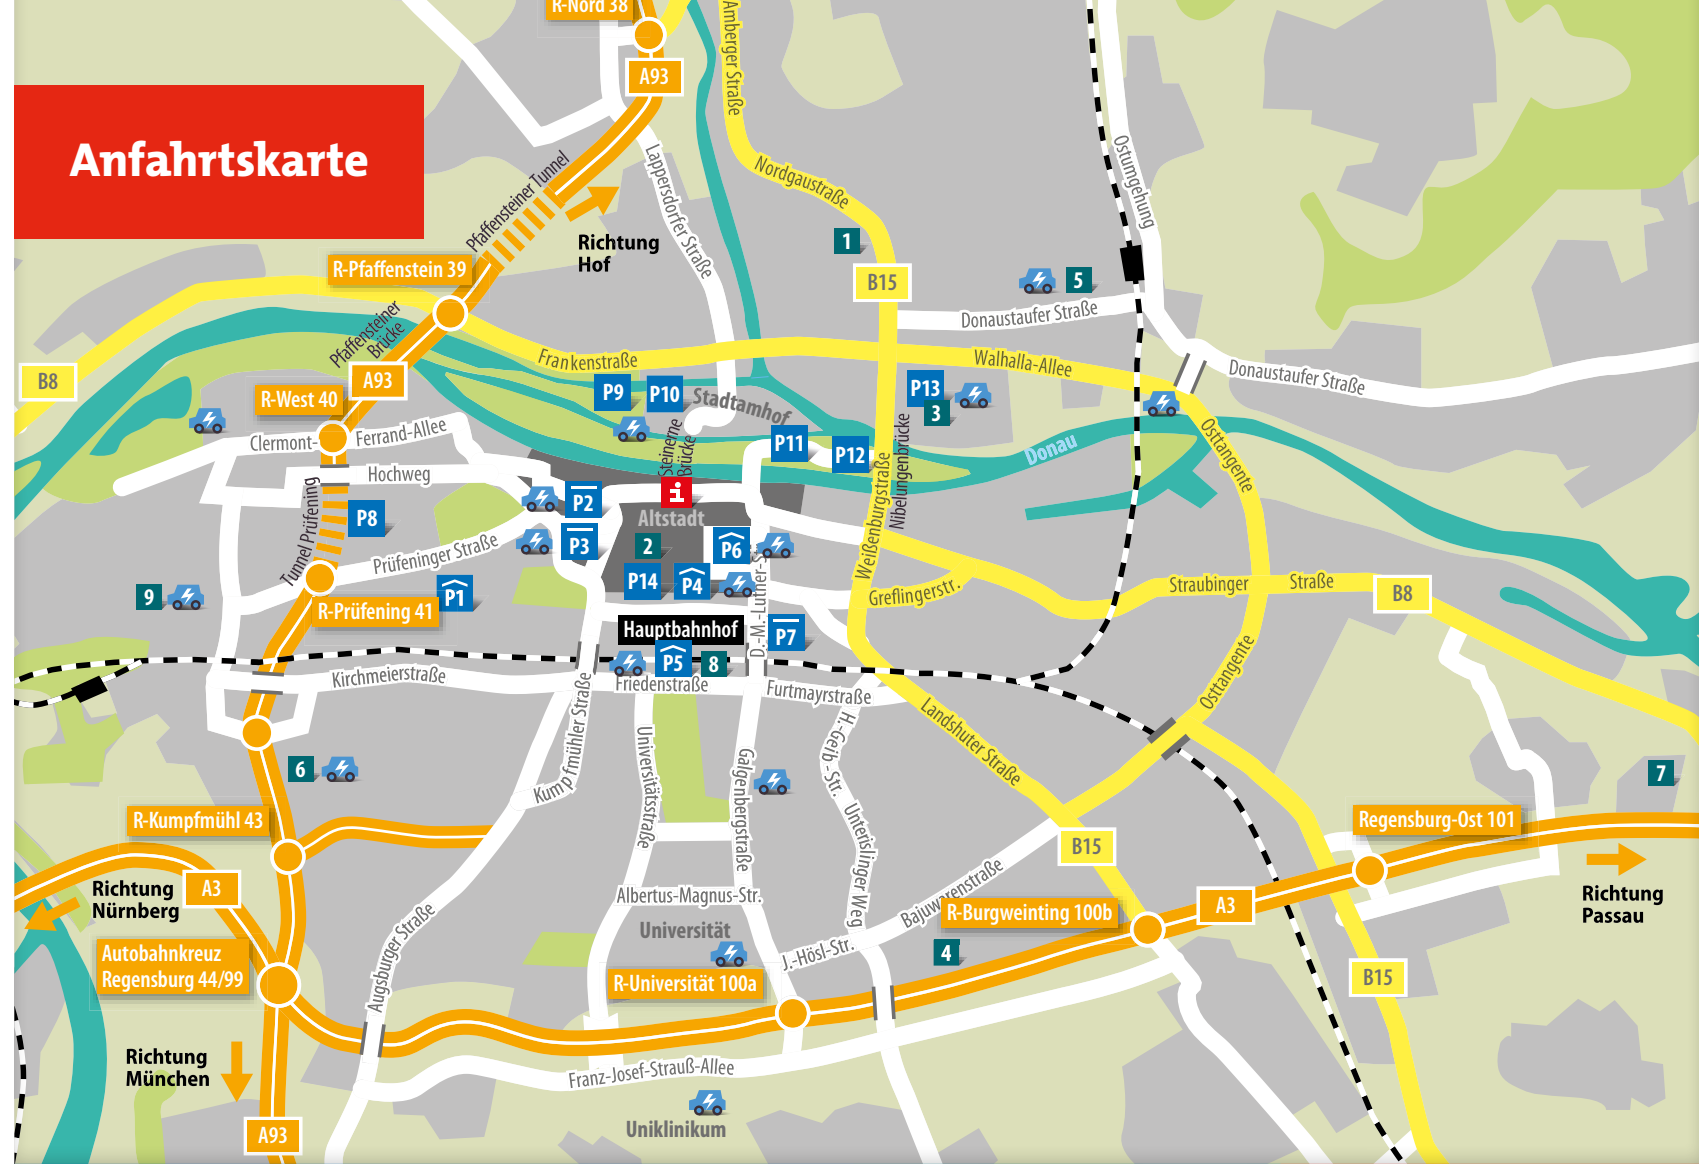 R-Nord 38
A93
Amberger Straße
Anfahrtskarte
Nordgaustraße
Ostumgehung
Lappersdorfer Straße
Pfaffensteiner Tunnel
Richtung
Hof
1
R-Pfaffenstein 39
B15
5
Donaustaufer Straße
Pfaffensteiner
Brücke
Frankenstraße
Walhalla-Allee
Donaustaufer Straße
B8
A93
R-West 40
P9
P10
Stadtamhof
P13
3
Clermont-
Ferrand-Allee
Steinerne
Brücke
P11
P12
Nibelungenbrücke
Donau
Osttangente
Hochweg
Weißenburgstraße
P2
i
P8
Altstadt
Tunnel Prüfening
Prüfeninger Straße
P3
2
P6
D.-M.-Luther-St
P14
P4
9
P1
Greflingerstr.
Straubinger
Straße
B8
R-Prüfening 41
Hauptbahnhof
P7
P5
8
Kirchmeierstraße
Friedenstraße
Furtmayrstraße
Osttangente
Landshuter Straße
Kumpfmühler Straße
Universitätsstraße
Galgenbergstraße
H.-Geib-Str.
6
7
R-Kumpfmühl 43
Unterislinger Weg
B15
Regensburg-Ost 101
Richtung
Nürnberg
A3
Albertus-Magnus-Str.
Bajuwarenstraße
R-Burgweinting 100b
A3
Richtung
Passau
Augsburger Straße
Universität
J.-Hösl-Str.
4
Autobahnkreuz
Regensburg 44/99
R-Universität 100a
B15
Richtung
München
Franz-Josef-Strauß-Allee
A93
Uniklinikum